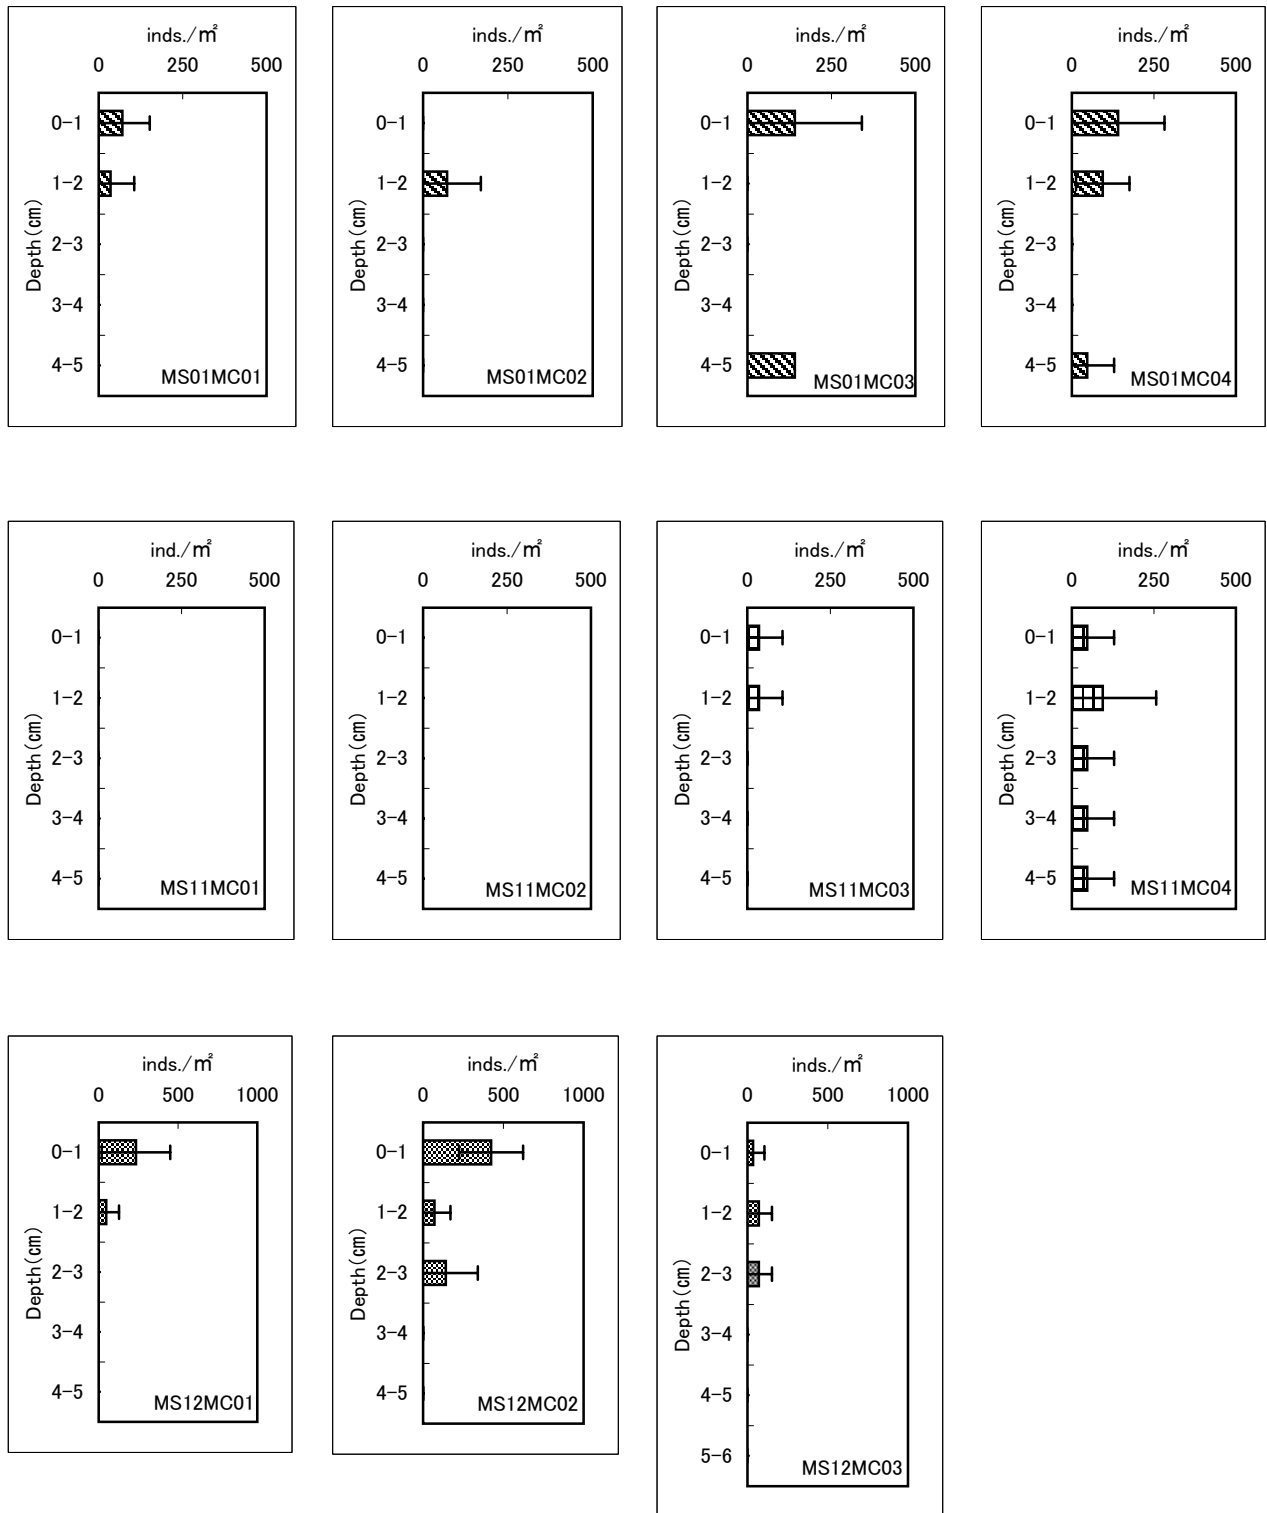 inds./㎡
0 250 500
0-1
1-2
2-3
3-4
4-5
Depth(㎝)
MS01MC01
inds./㎡
0 250 500
0-1
1-2
2-3
3-4
4-5
Depth(㎝)
MS01MC02
inds./㎡
0 250 500
0-1
1-2
2-3
3-4
4-5
Depth(㎝)
MS01MC03
inds./㎡
0 250 500
0-1
1-2
2-3
3-4
4-5
Depth(㎝)
MS01MC04
ind./㎡
0 250 500
0-1
1-2
2-3
3-4
4-5
Depth(㎝)
MS11MC01
inds./㎡
0 250 500
0-1
1-2
2-3
3-4
4-5
Depth(㎝)
MS11MC02
inds./㎡
0 250 500
0-1
1-2
2-3
3-4
4-5
Depth(㎝)
MS11MC03
inds./㎡
0 250 500
0-1
1-2
2-3
3-4
4-5
Depth(㎝)
MS11MC04
inds./㎡
0 500 1000
0-1
1-2
2-3
3-4
4-5
Depth(㎝)
MS12MC01
inds./㎡
0 500 1000
0-1
1-2
2-3
3-4
4-5
Depth(㎝)
MS12MC02
inds./㎡
0 500 1000
0-1
1-2
2-3
3-4
4-5
5-6
Depth(㎝)
MS12MC03